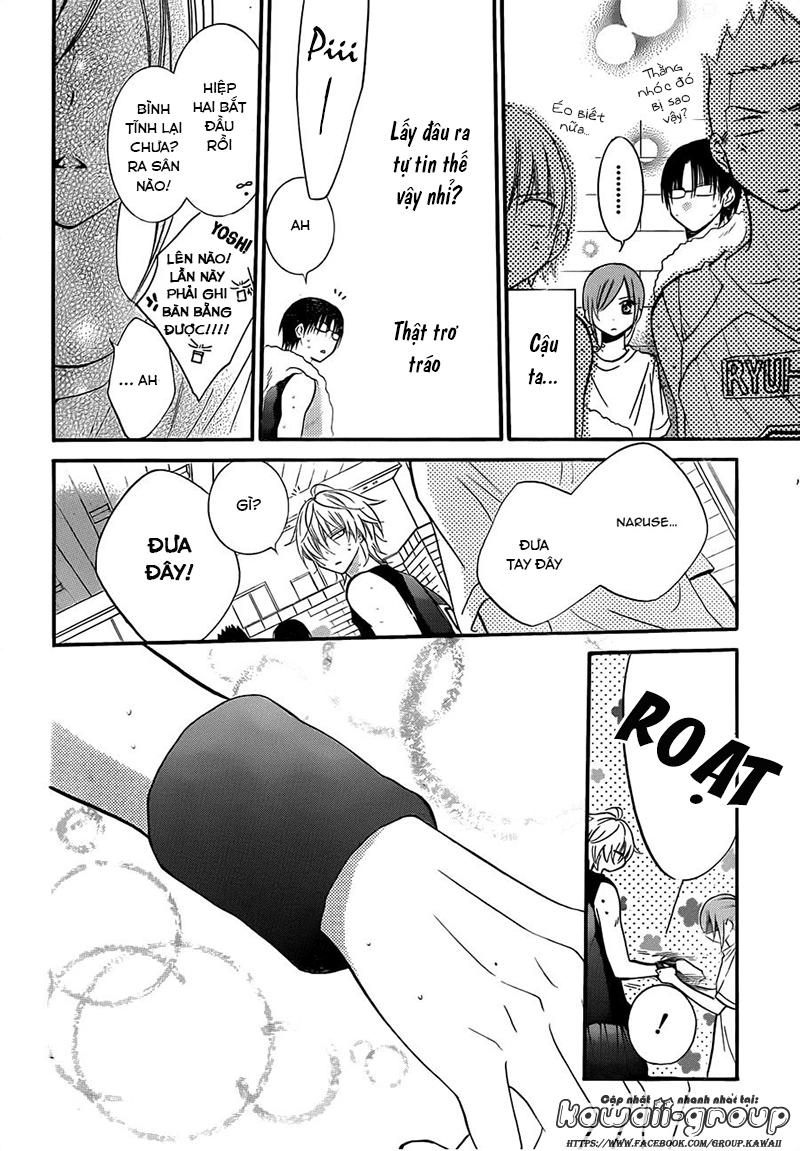 Thằng
nhóc đó
bị sao
vậy?
Éo biết
nữa...
.........
Cậu
ta...
RYUH
Piii
Lấy đâu ra
tự tin thế
vậy nhỉ?
AH
Thật trơ
tráo
HIỆP
HAI BẮT
ĐẦU RỒI
BÌNH
TĨNH LẠI
CHƯA?
RA SÂN
NÀO!
YOSH!
LÊN NÀO!
LẦN NÀY
PHẢI GHI
BÀN BẰNG
ĐƯỢC!!!!
... AH
NARUSE...
ĐƯA
TAY ĐÂY
GÌ?
ĐƯA
ĐÂY!
ROẠT
!
Cập nhật nhanh nhất tại:
kawaii-group
HTTPS://WWW.FACEBOOK.COM/GROUP.KAWAII